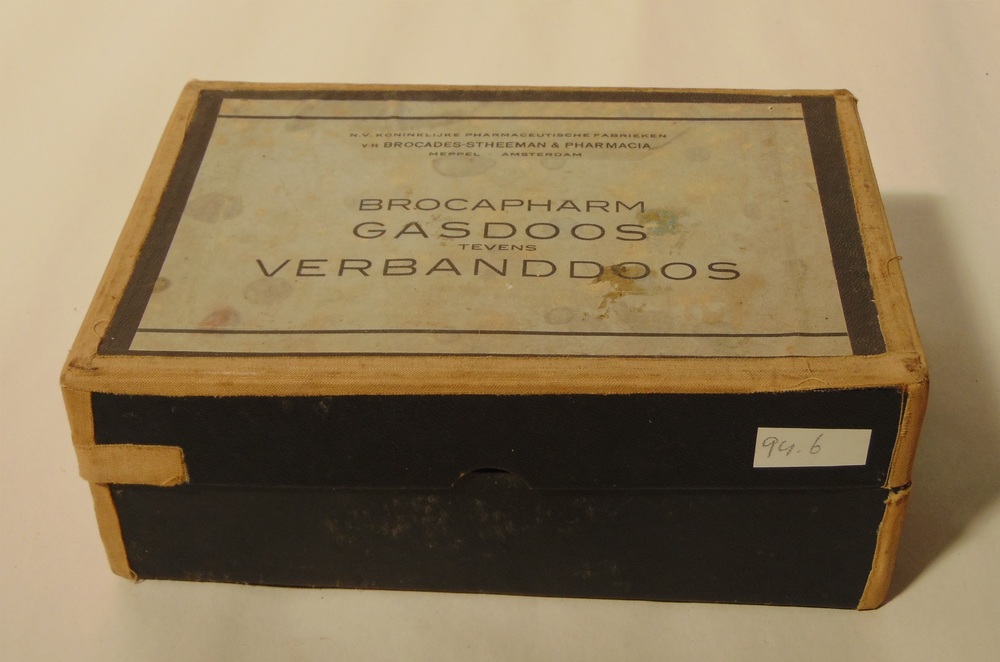 N.V. KONINKLIJKE PHARMACEUTISCHE FABRIEKEN
V/H BROCADES-STHEEMAN & PHARMACIA
MEPPEL - AMSTERDAM
BROCAPHARM
GASDOOS
TEVENS
VERBANDDOOS
94.6